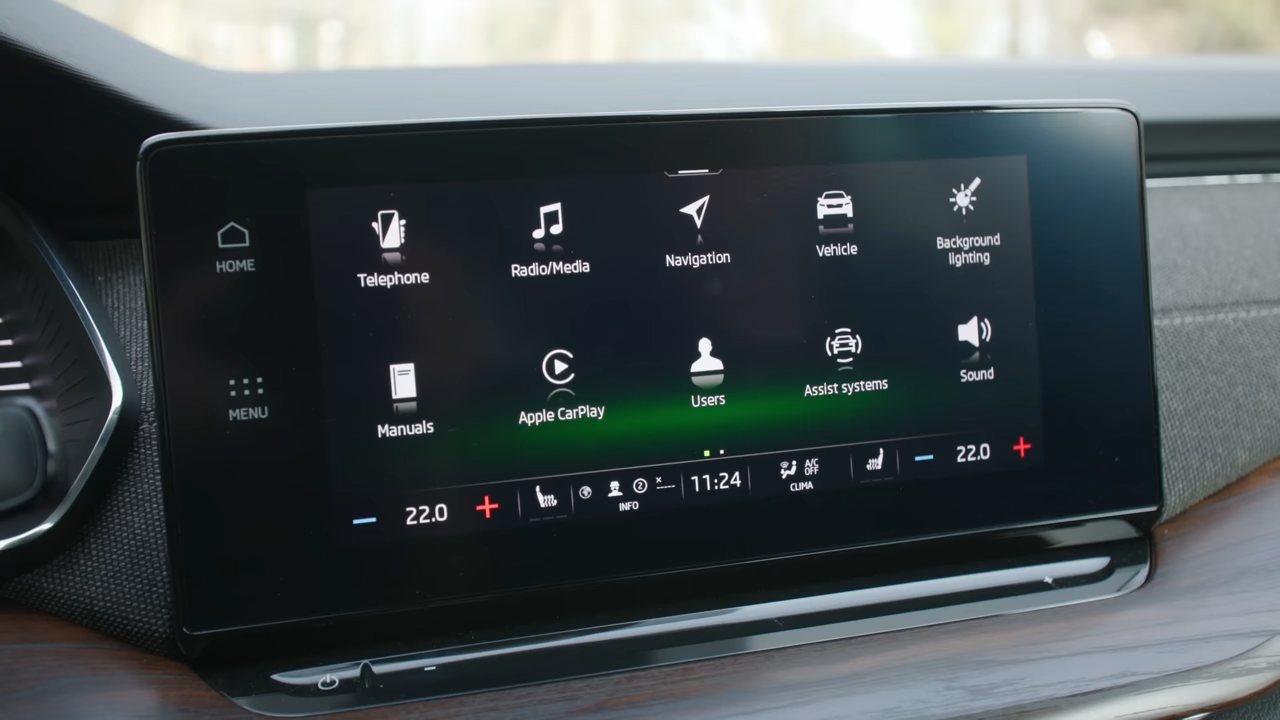 HOME
MENU
Telephone
Radio/Media
Navigation
Vehicle
Background
lighting
Manuals
Apple CarPlay
Users
Assist systems
Sound
22.0
2
INFO
11:24
A/C
OFF
CLIMA
22.0